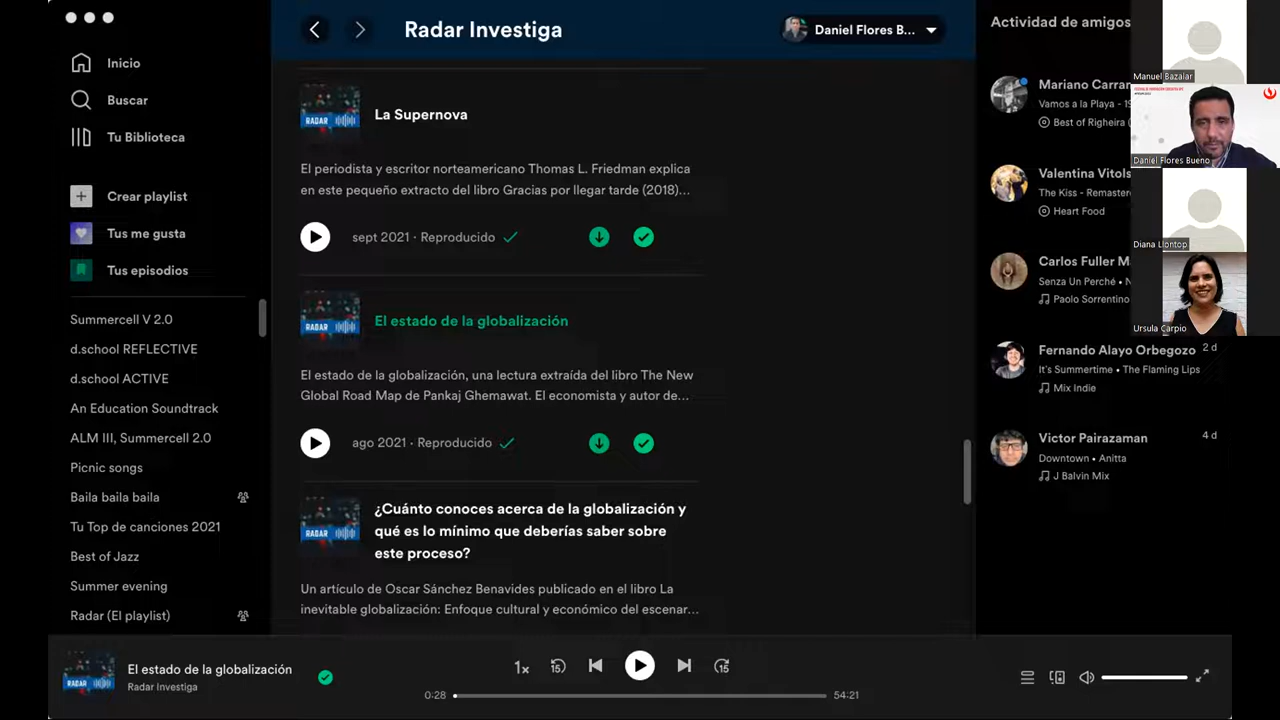 Inicio
Buscar
Tu Biblioteca
Crear playlist
Tus me gusta
Tus episodios
Summercell V 2.0
d.school REFLECTIVE
d.school ACTIVE
An Education Soundtrack
ALM III, Summercell 2.0
Picnic songs
Baila baila baila
Tu Top de canciones 2021
Best of Jazz
Summer evening
Radar (El playlist)
Radar Investiga
Daniel Flores B...
RADAR
La Supernova
El periodista y escritor norteamericano Thomas L. Friedman explica
en este pequeño extracto del libro Gracias por llegar tarde (2018)...
sept 2021 · Reproducido
RADAR
El estado de la globalización
El estado de la globalización, una lectura extraída del libro The New
Global Road Map de Pankaj Ghemawat. El economista y autor de...
ago 2021 · Reproducido
RADAR
¿Cuánto conoces acerca de la globalización y
qué es lo mínimo que deberías saber sobre
este proceso?
Un artículo de Oscar Sánchez Benavides publicado en el libro La
inevitable globalización: Enfoque cultural y económico del escenar...
Actividad de amigos
Mariano Carran
Vamos a la Playa - 19
Best of Righeira (
Valentina Vitols
The Kiss - Remaster
Heart Food
Carlos Fuller M
Senza Un Perché • N
Paolo Sorrentino
Fernando Alayo Orbegozo 2 d
It's Summertime • The Flaming Lips
Mix Indie
Victor Pairazaman 4 d
Downtown • Anitta
J Balvin Mix
Manuel Bazalar
Daniel Flores Bueno
Diana Llontop
Ursula Carpio
RADAR
El estado de la globalización
Radar Investiga
1x
15
15
0:28
54:21